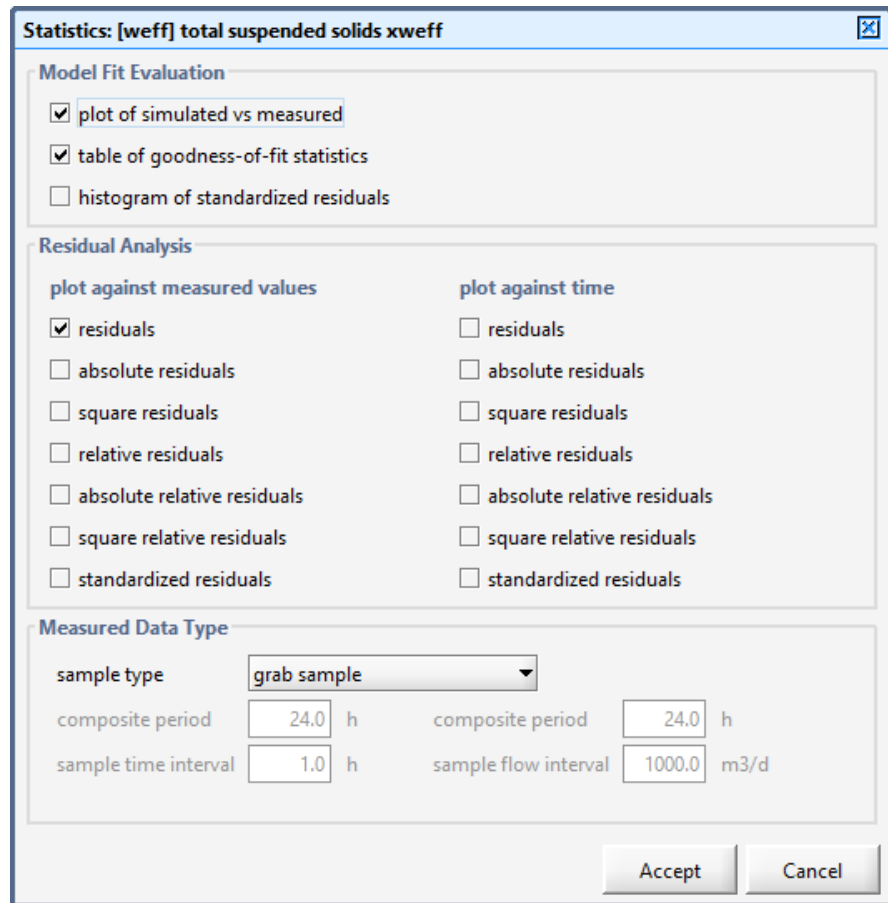 Statistics: [weff] total suspended solids xweff
Model Fit Evaluation
plot of simulated vs measured
table of goodness-of-fit statistics
histogram of standardized residuals
Residual Analysis
plot against measured values plot against time
residuals residuals
absolute residuals absolute residuals
square residuals square residuals
relative residuals relative residuals
absolute relative residuals absolute relative residuals
square relative residuals square relative residuals
standardized residuals standardized residuals
Measured Data Type
sample type grab sample
composite period 24.0 h composite period 24.0 h
sample time interval 1.0 h sample flow interval 1000.0 m3/d
Accept Cancel